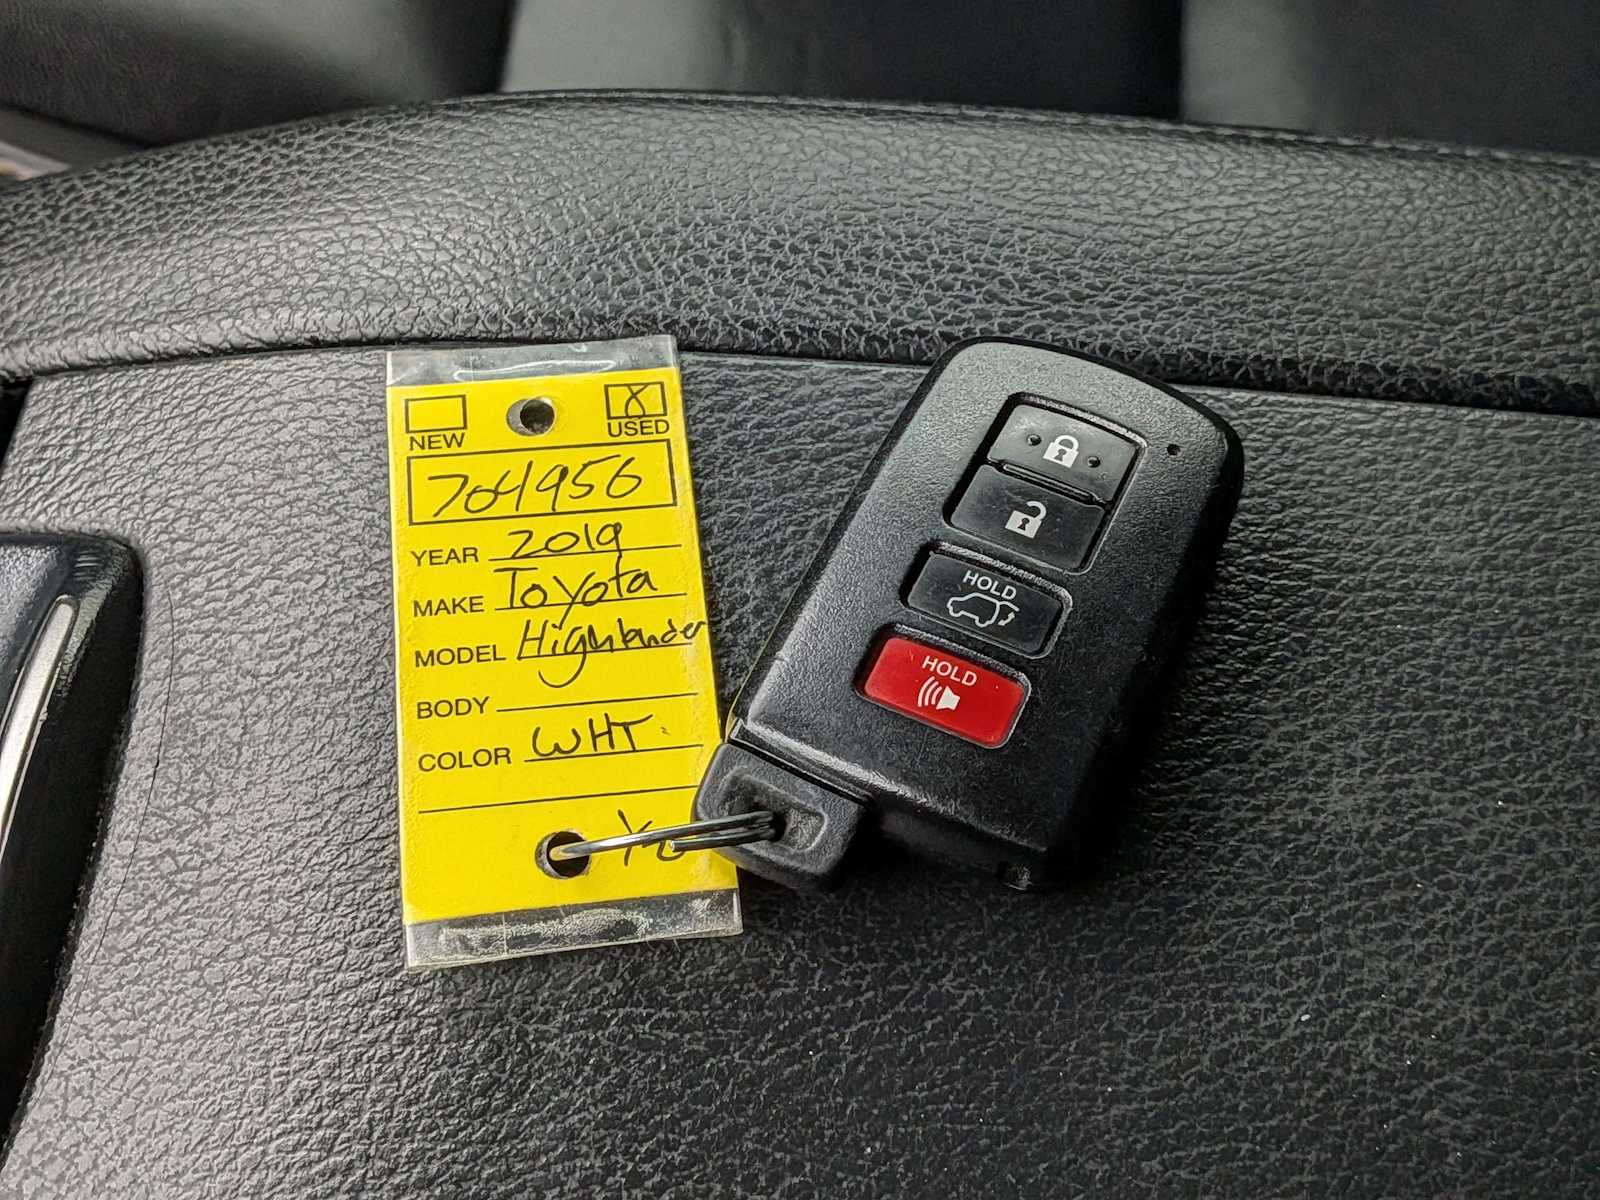 NEW USED
704956
YEAR 2019
MAKE Toyota
MODEL Highlander
BODY
COLOR WHT
HOLD
HOLD